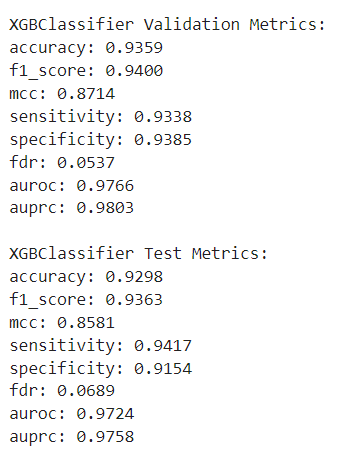 XGBClassifier Validation Metrics:
accuracy: 0.9359
f1_score: 0.9400
mcc: 0.8714
sensitivity: 0.9338
specificity: 0.9385
fdr: 0.0537
auroc: 0.9766
auprc: 0.9803

XGBClassifier Test Metrics:
accuracy: 0.9298
f1_score: 0.9363
mcc: 0.8581
sensitivity: 0.9417
specificity: 0.9154
fdr: 0.0689
auroc: 0.9724
auprc: 0.9758